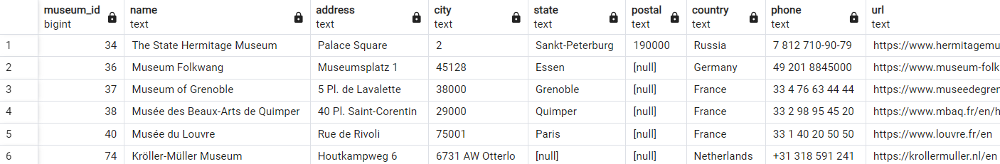 museum_id name address city state postal country phone url
bigint text text text text text text text text
1 34 The State Hermitage Museum Palace Square 2 Sankt-Peterburg 190000 Russia 7 812 710-90-79 https://www.hermitagemu
2 36 Museum Folkwang Museumsplatz 1 45128 Essen [null] Germany 49 201 8845000 https://www.museum-folk
3 37 Museum of Grenoble 5 Pl. de Lavalette 38000 Grenoble [null] France 33 4 76 63 44 44 https://www.museedegren
4 38 Musée des Beaux-Arts de Quimper 40 Pl. Saint-Corentin 29000 Quimper [null] France 33 2 98 95 45 20 https://www.mbaq.fr/en/h
5 40 Musée du Louvre Rue de Rivoli 75001 Paris [null] France 33 1 40 20 50 50 https://www.louvre.fr/en
6 74 Kröller-Müller Museum Houtkampweg 6 6731 AW Otterlo [null] [null] Netherlands +31 318 591 241 https://krollermuller.nl/en